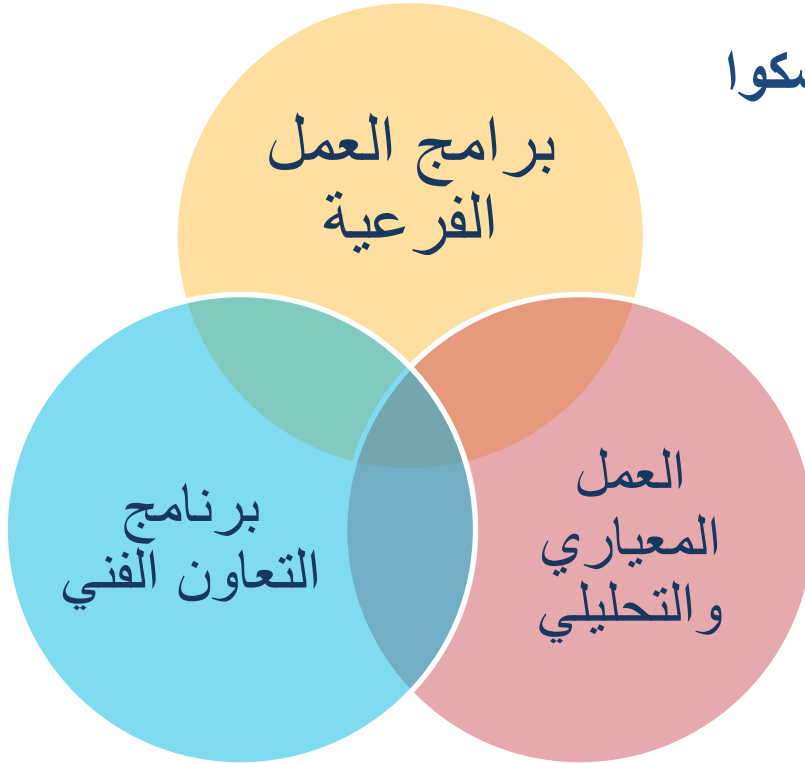 برامج العمل
الفرعية
برنامج
التعاون الفني
العمل
المعياري
والتحليلي